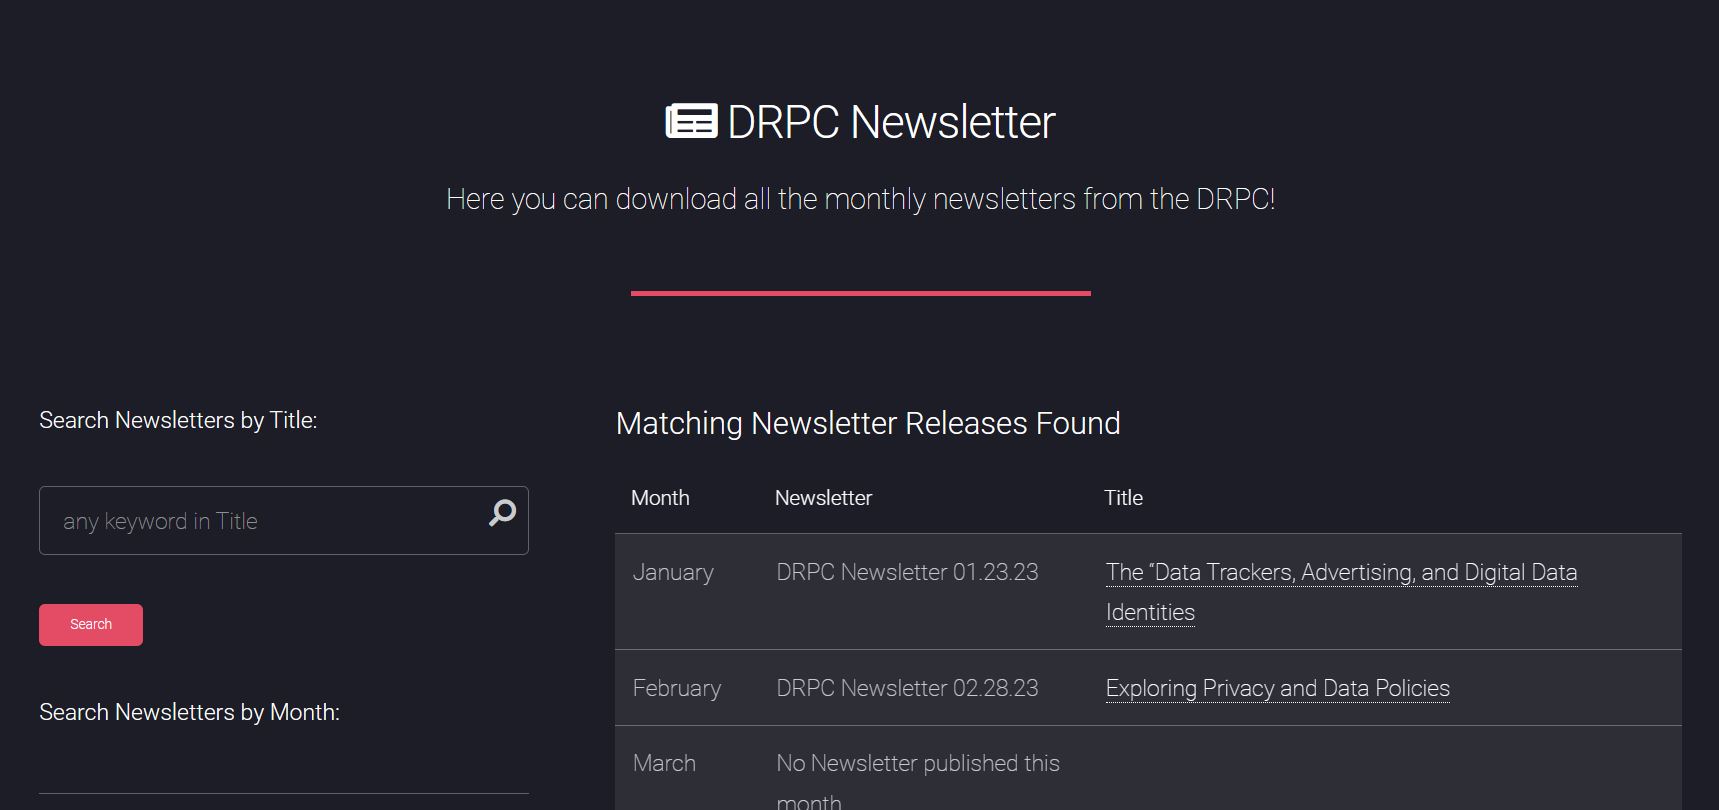 DRPC Newsletter
Here you can download all the monthly newsletters from the DRPC!
Search Newsletters by Title:
any keyword in Title
Search
Search Newsletters by Month:
Matching Newsletter Releases Found
Month Newsletter Title
January DRPC Newsletter 01.23.23 The “Data Trackers, Advertising, and Digital Data
Identities
February DRPC Newsletter 02.28.23 Exploring Privacy and Data Policies
March No Newsletter published this
month